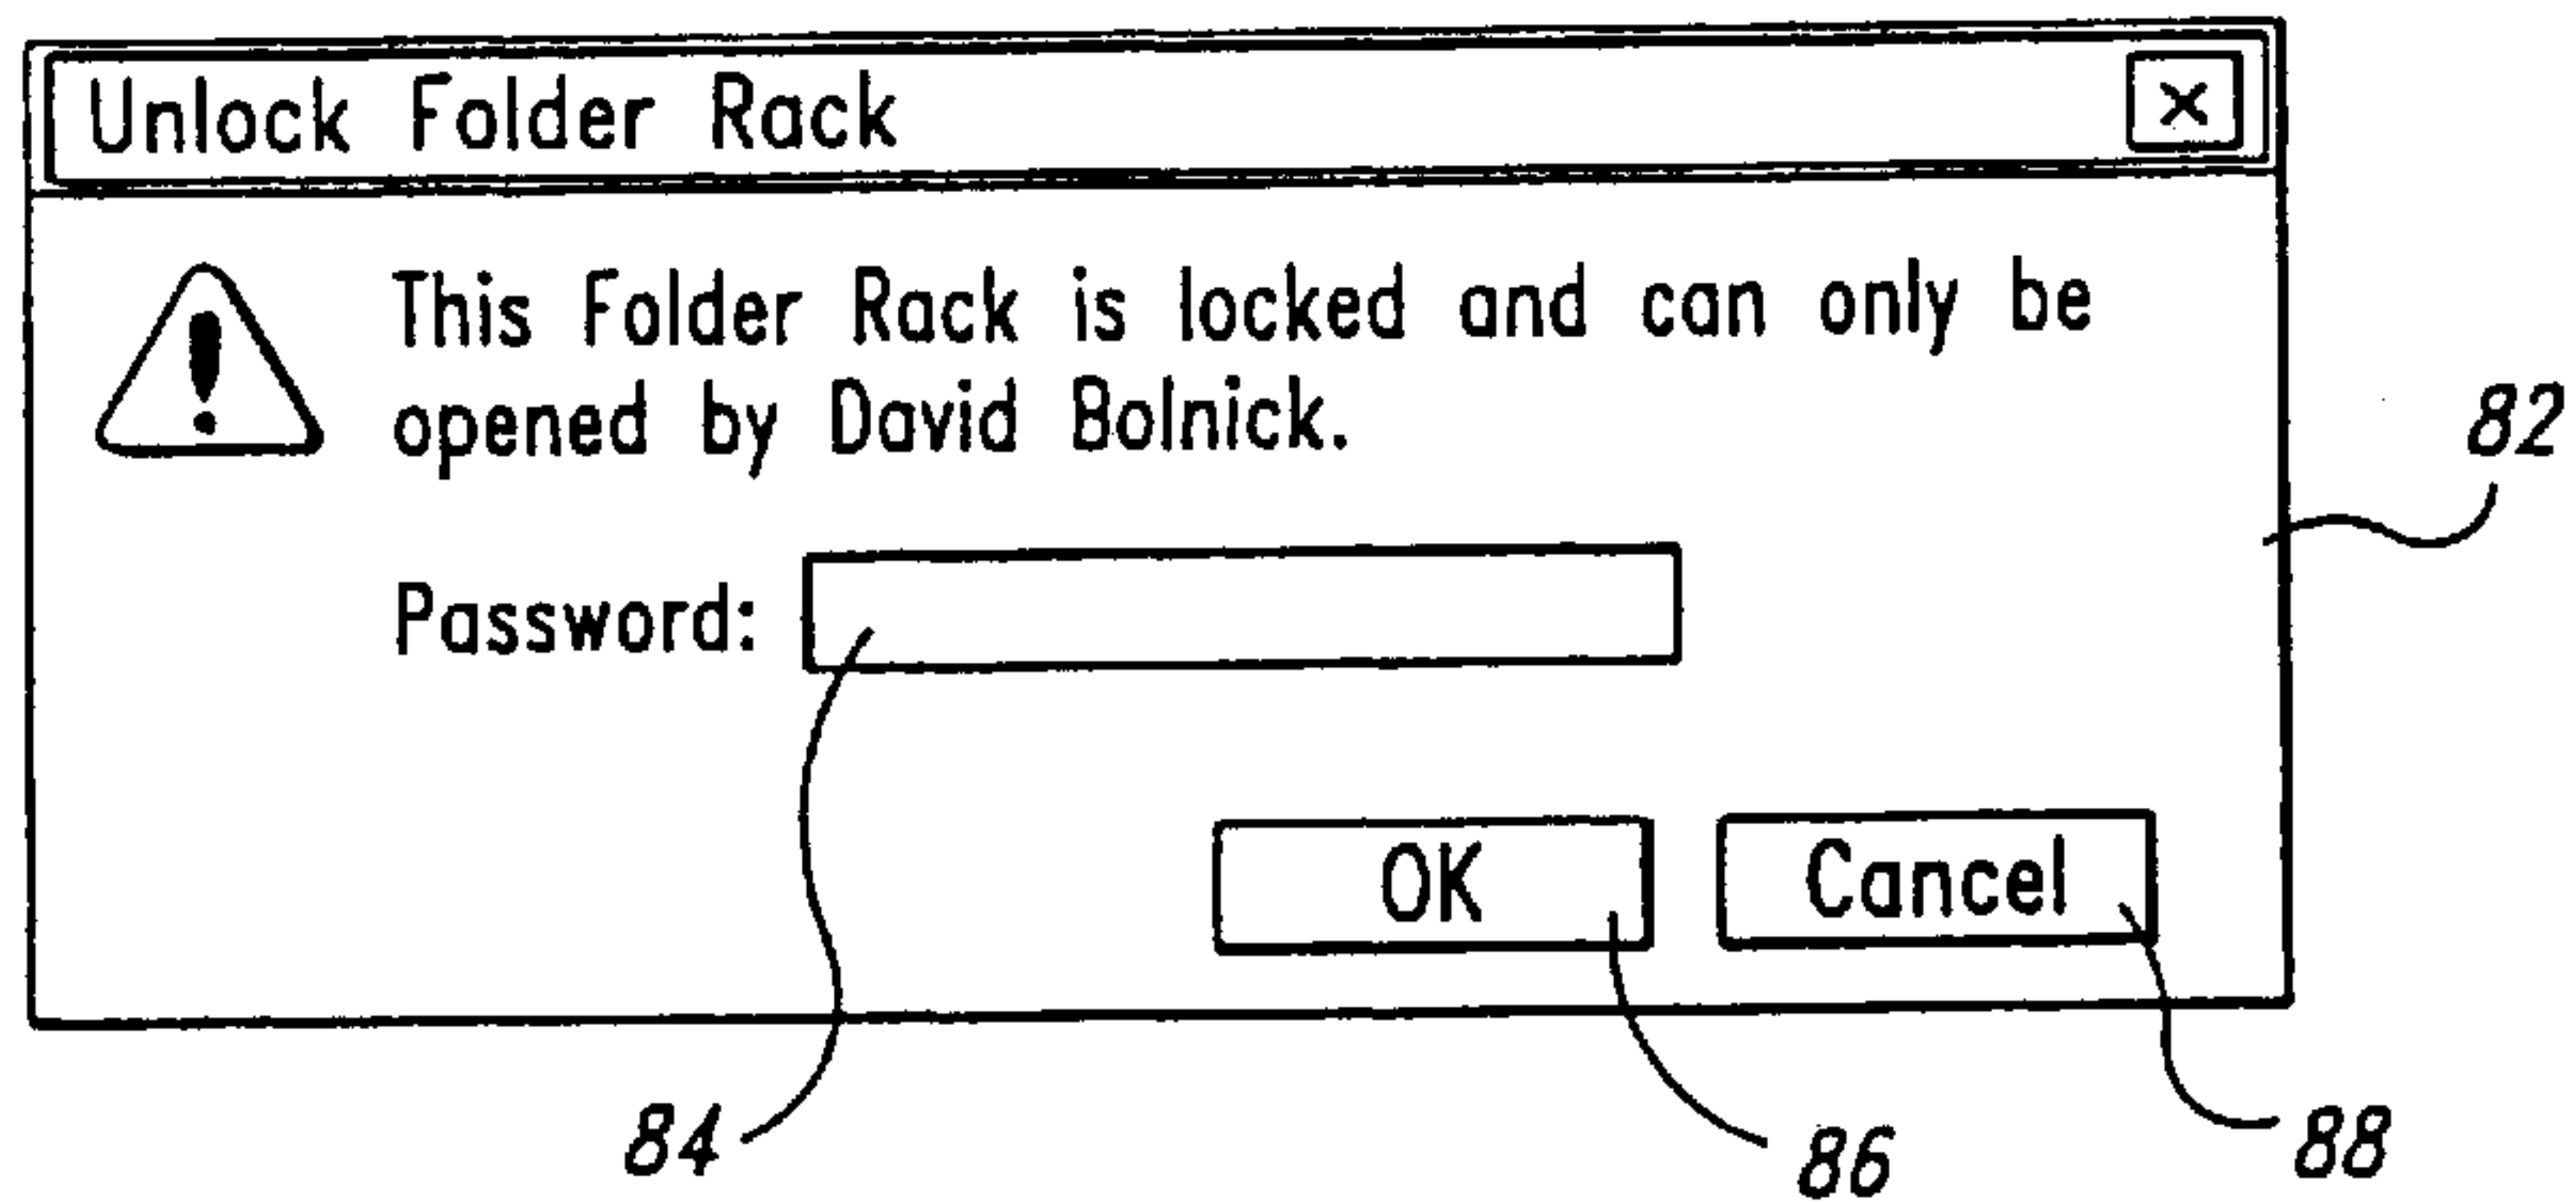 Unlock Folder Rack X
This Folder Rack is locked and can only be
opened by David Bolnick.
82
Password:
OK Cancel
84 86 88